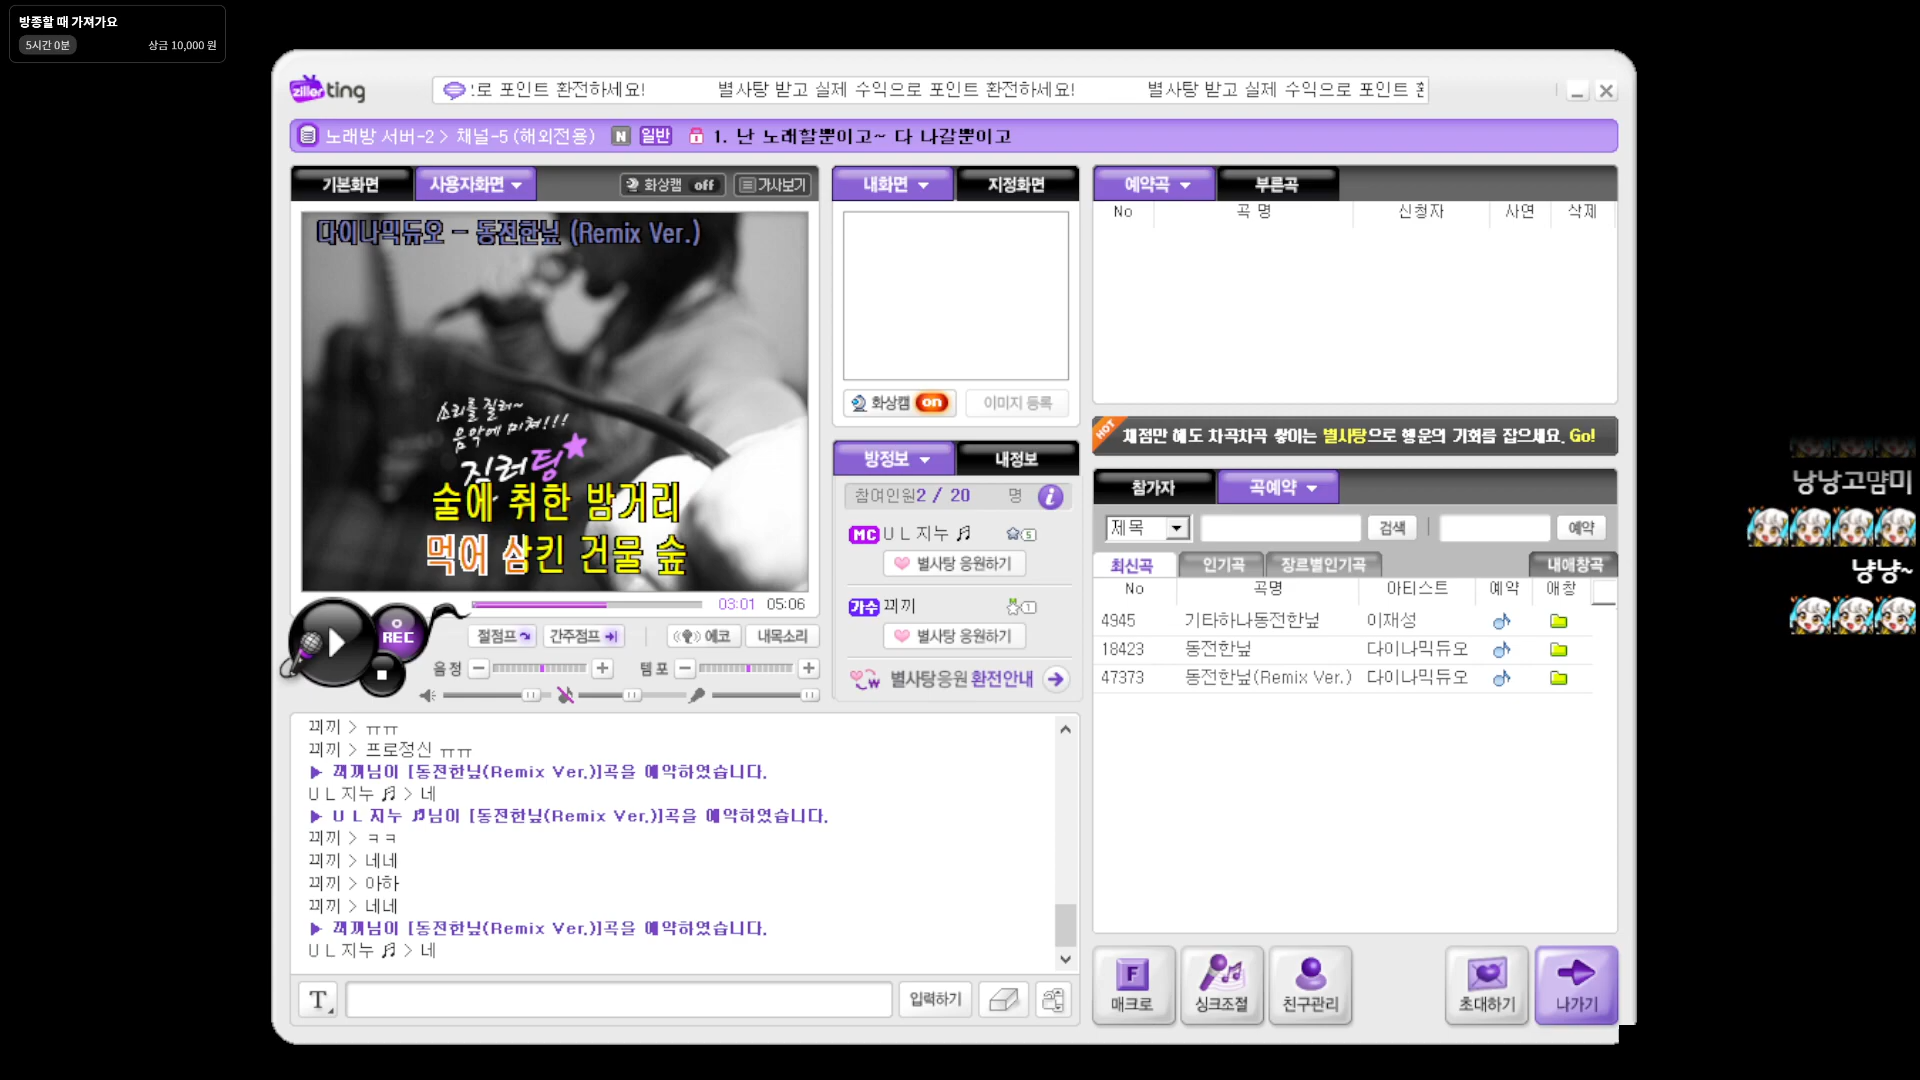 방종할 때 가져가요
5시간 0분
상금 10,000 원
ziller ting
로 포인트 환전하세요! 별사탕 받고 실제 수익으로 포인트 환전하세요! 별사탕 받고 실제 수익으로 포인트
노래방 서버-2 > 채널-5 (해외전용) N 일반 1. 난 노래할뿐이고~ 다 나갈뿐이고
기본화면 사용자화면 화상캠 off 가사보기
다이나믹듀오 - 동전한닢 (Remix Ver.)
소리를 질러~
음악에 미쳐!!!
질러팅
술에 취한 밤거리
먹어 삼킨 건물 숲
03:01 05:06
REC
절점프 간주점프 에코 내목소리
음정 템포
내화면 지정화면
화상캠 on 이미지 등록
방정보 내정보
참여인원 2 / 20 명
MC U L 지누 ♬ 5
별사탕 응원하기
가수 꾀끼 1
별사탕 응원하기
별사탕응원 환전안내
예약곡 부른곡
No 곡 명 신청자 사연 삭제
HOT 채점만 해도 차곡차곡 쌓이는 별사탕으로 행운의 기회를 잡으세요. Go!
참가자 곡예약
제목 검색 예약
최신곡 인기곡 장르별인기곡 내애창곡
No 곡명 아티스트 예약 애창
4945 기타하나동전한닢 이재성
18423 동전한닢 다이나믹듀오
47373 동전한닢(Remix Ver.) 다이나믹듀오
꾀끼 > ㅠㅠ
꾀끼 > 프로정신 ㅠㅠ
▶ 꾀끼님이 [동전한닢(Remix Ver.)]곡을 예약하였습니다.
U L 지누 ♬ > 네
▶ U L 지누 ♬님이 [동전한닢(Remix Ver.)]곡을 예약하였습니다.
꾀끼 > ㅋㅋ
꾀끼 > 네네
꾀끼 > 아하
꾀끼 > 네네
▶ 꾀끼님이 [동전한닢(Remix Ver.)]곡을 예약하였습니다.
U L 지누 ♬ > 네
T 입력하기
F 매크로 싱크조절 친구관리 초대하기 나가기
낭낭고먐미
냥냥~